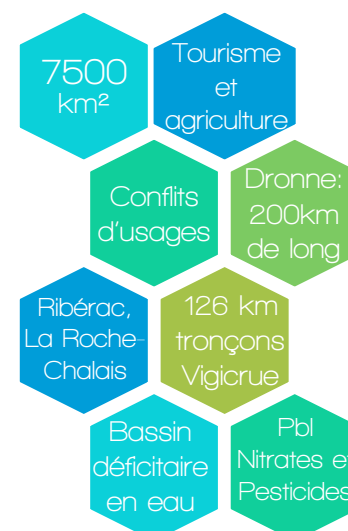 7500
km²
Tourisme
et
agriculture
Conflits
d'usages
Dronne:
200km
de long
Ribérac,
La Roche-
Chalais
126 km
tronçons
Vigicrue
Bassin
déficitaire
en eau
Pbl
Nitrates et
Pesticides